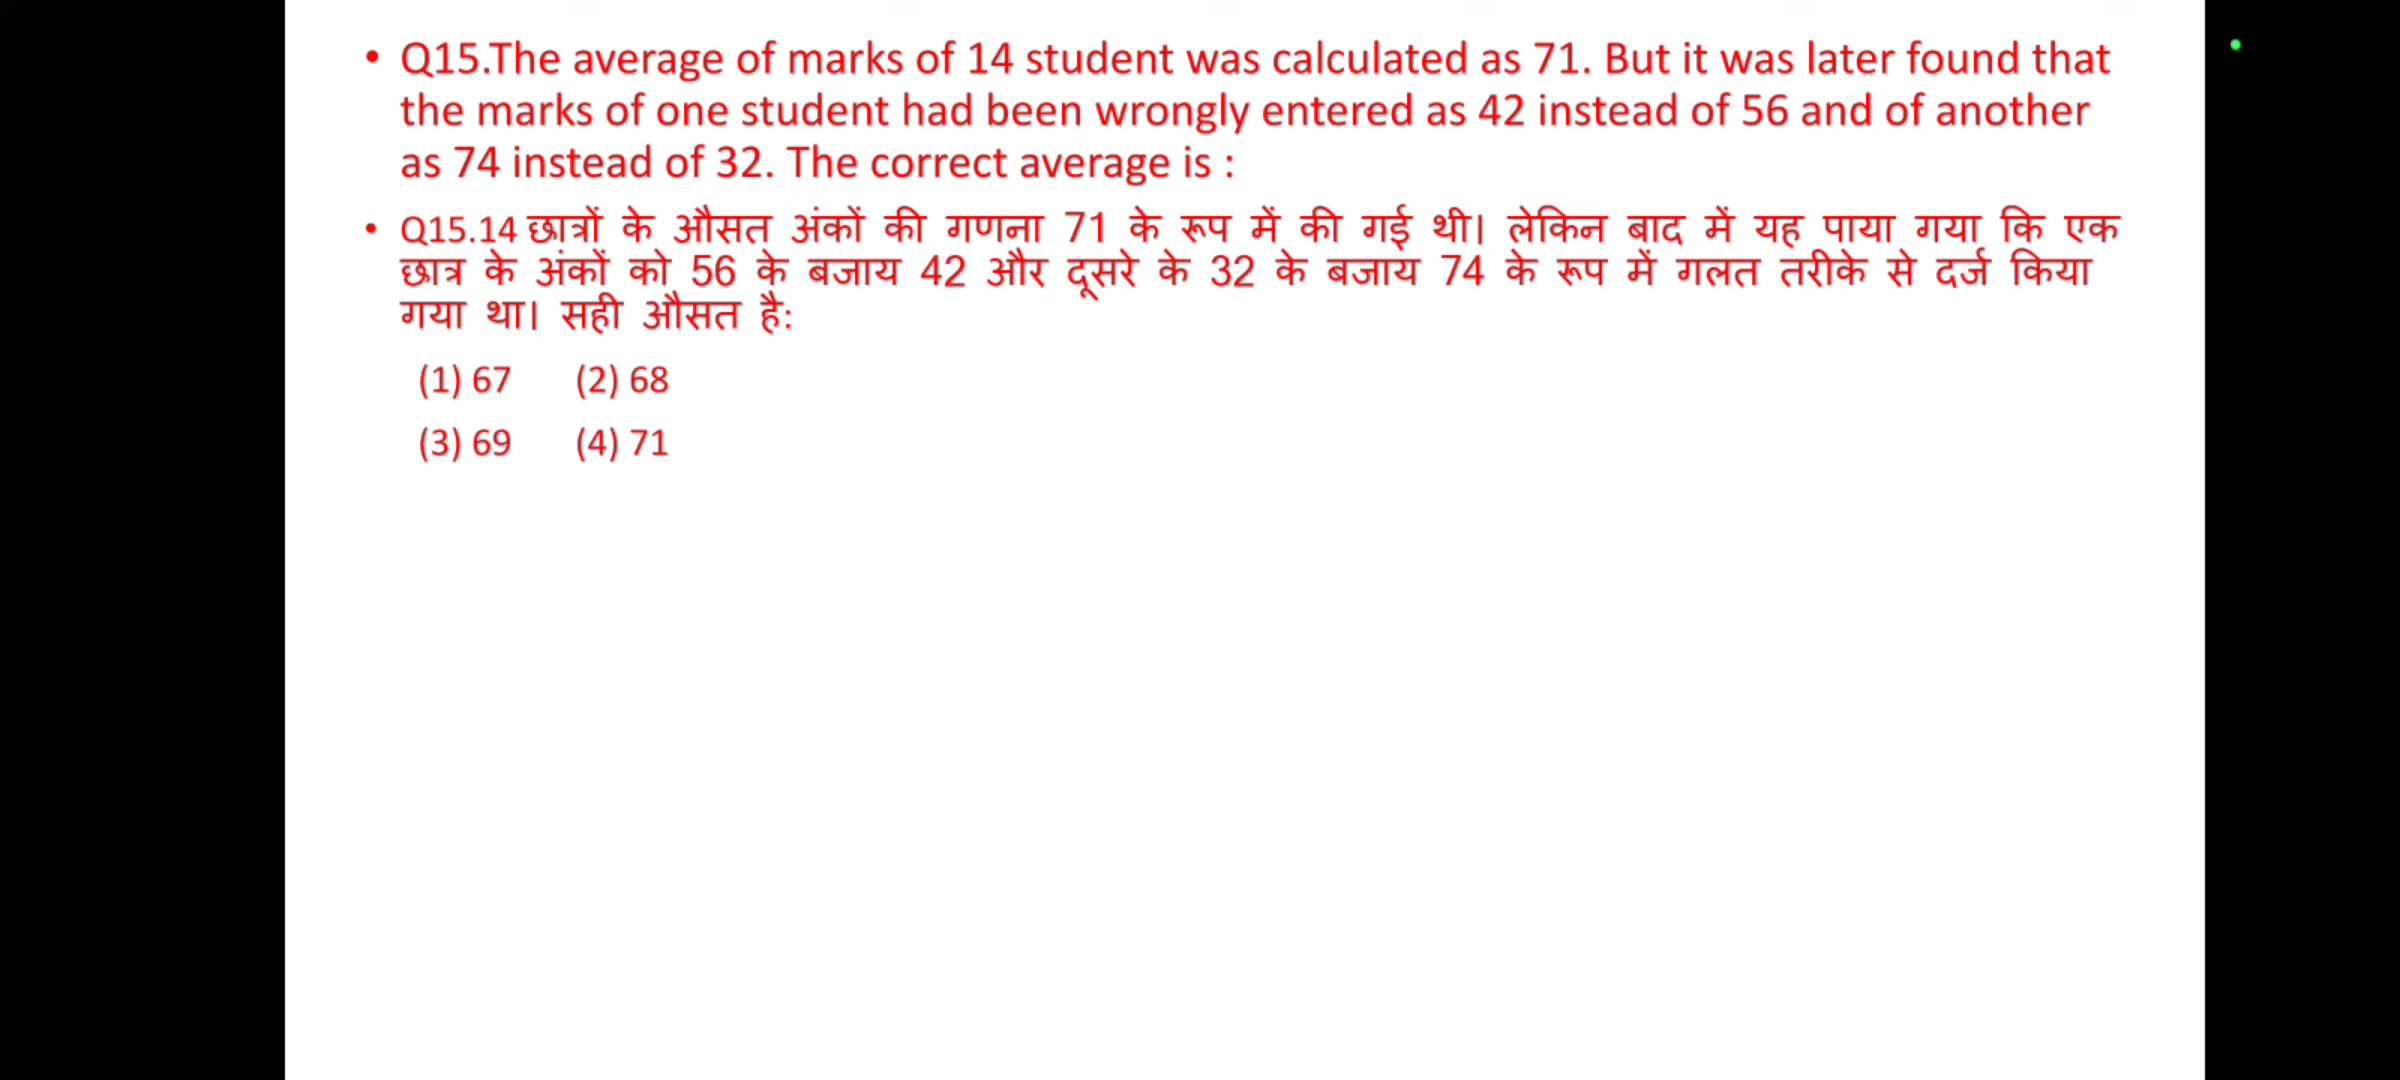 • Q15.The average of marks of 14 student was calculated as 71. But it was later found that
the marks of one student had been wrongly entered as 42 instead of 56 and of another
as 74 instead of 32. The correct average is :
• Q15.14 छात्रों के औसत अंकों की गणना 71 के रूप में की गई थी। लेकिन बाद में यह पाया गया कि एक
छात्र के अंकों को 56 के बजाय 42 और दूसरे के 32 के बजाय 74 के रूप में गलत तरीके से दर्ज किया
गया था। सही औसत है:
(1) 67 (2) 68
(3) 69 (4) 71